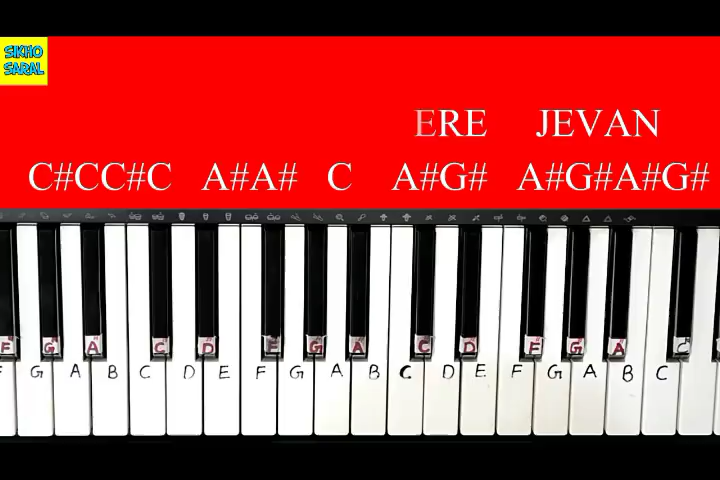 SIKHO
SARAL
ERE JEVAN
C#CC#C A#A# C A#G# A#G#A#G#
F G A C D F G A C D F G A C
F G A B C D E F G A B C D E F G A B C